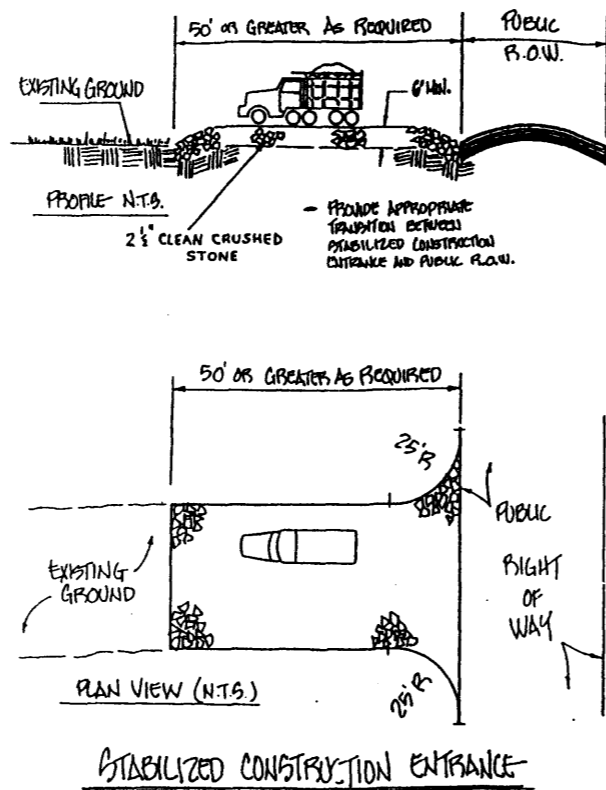 50' OR GREATER AS REQUIRED
PUBLIC
R.O.W.
EXISTING GROUND
6" MIN.
PROFILE N.T.S.
2 ½" CLEAN CRUSHED
STONE
- PROVIDE APPROPRIATE
TRANSITION BETWEEN
STABILIZED CONSTRUCTION
ENTRANCE AND PUBLIC R.O.W.
50' OR GREATER AS REQUIRED
25'R
PUBLIC
RIGHT
OF
WAY
EXISTING
GROUND
25'R
PLAN VIEW (N.T.S.)
STABILIZED CONSTRUCTION ENTRANCE